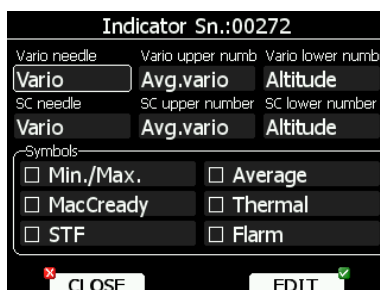 Indicator Sn.:00272
Vario needle Vario upper numb Vario lower numb
Vario Avg.vario Altitude
SC needle SC upper number SC lower number
Vario Avg.vario Altitude
Symbols
Min./Max. Average
MacCready Thermal
STF Flarm
CLOSE EDIT